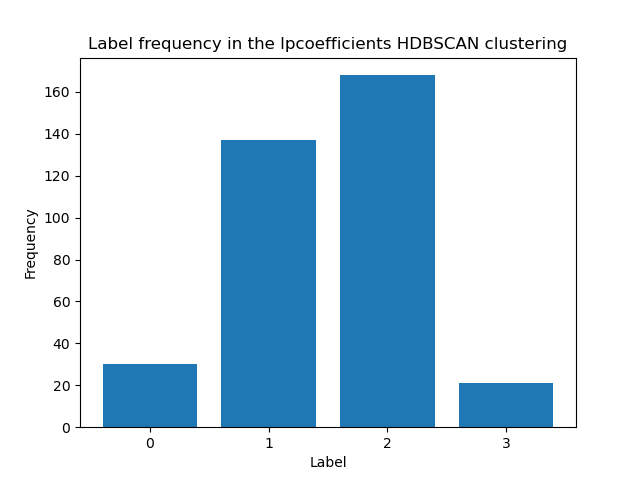 Label frequency in the lpcoefficients HDBSCAN clustering
160
140
120
100
80
60
40
20
0
Frequency
0 1 2 3
Label